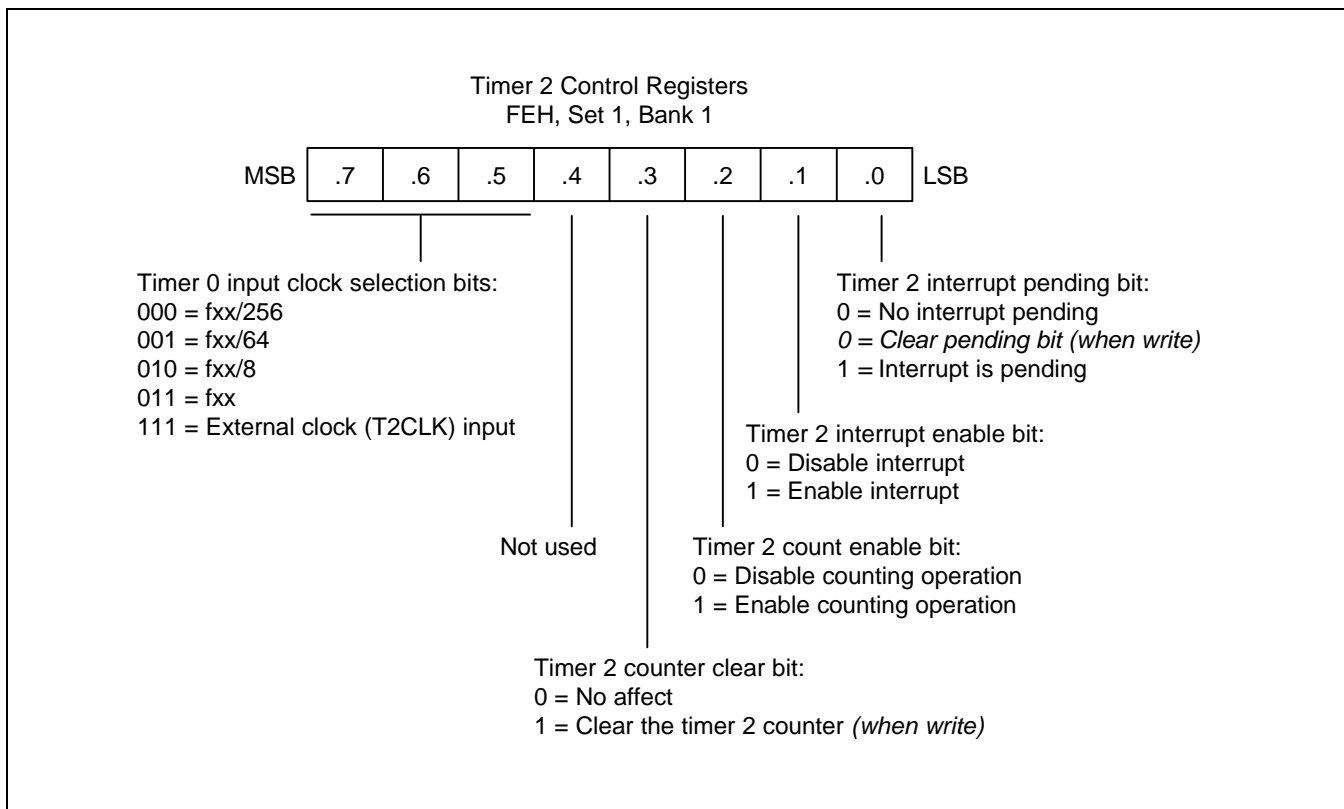 Timer 2 Control Registers
FEH, Set 1, Bank 1
MSB .7 .6 .5 .4 .3 .2 .1 .0 LSB
Timer 0 input clock selection bits:
000 = fxx/256
001 = fxx/64
010 = fxx/8
011 = fxx
111 = External clock (T2CLK) input
Timer 2 interrupt pending bit:
0 = No interrupt pending
0 = Clear pending bit (when write)
1 = Interrupt is pending
Timer 2 interrupt enable bit:
0 = Disable interrupt
1 = Enable interrupt
Not used
Timer 2 count enable bit:
0 = Disable counting operation
1 = Enable counting operation
Timer 2 counter clear bit:
0 = No affect
1 = Clear the timer 2 counter (when write)